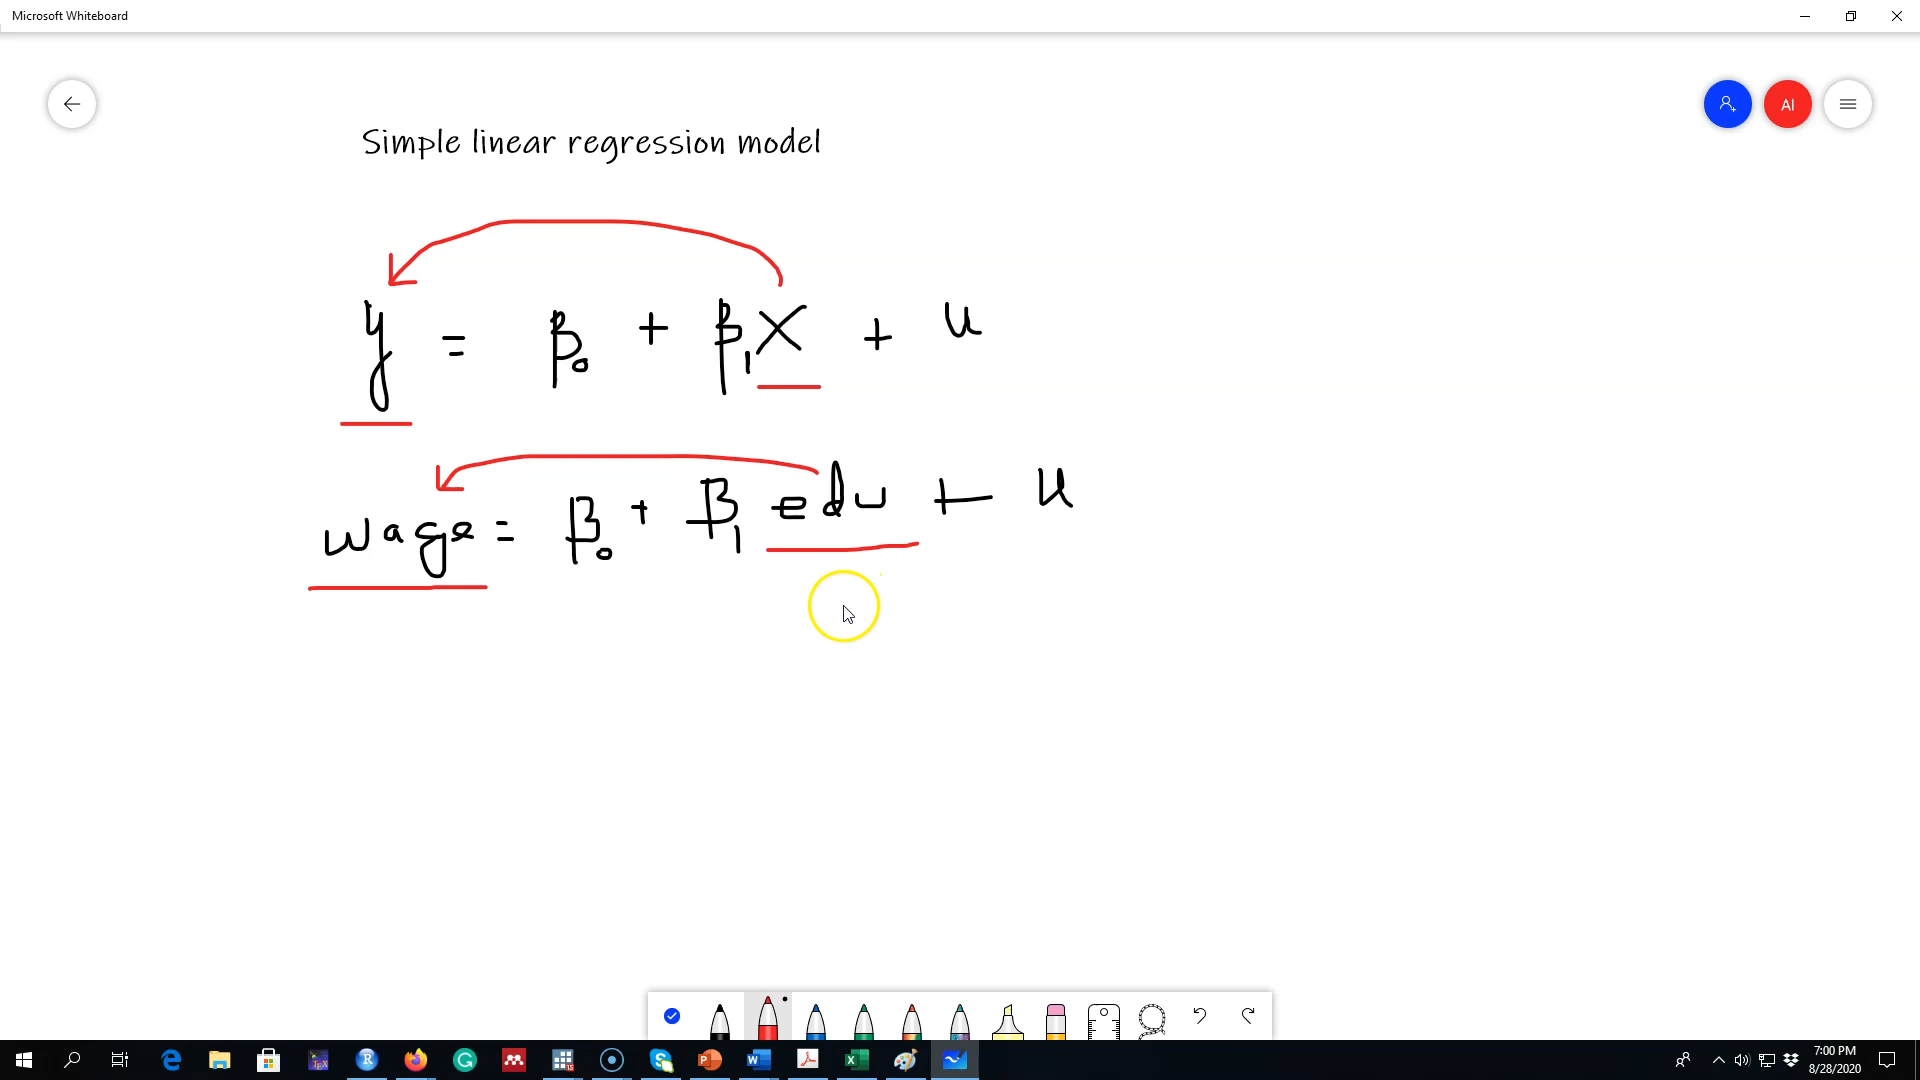 Microsoft Whiteboard
AI
Simple linear regression model
y = β₀ + β₁X + u
wage = β₀ + β₁ edu + u
7:00 PM
8/28/2020